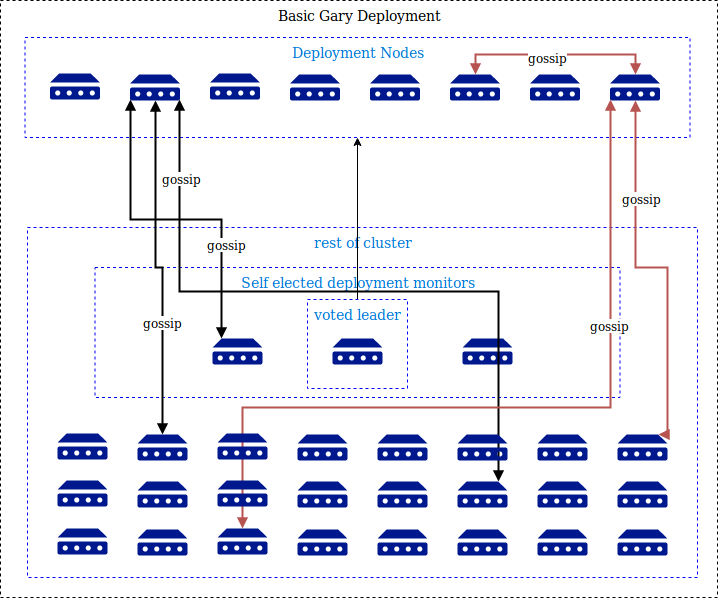 Basic Gary Deployment
Deployment Nodes
gossip
gossip
gossip
gossip
rest of cluster
Self elected deployment monitors
voted leader
gossip
gossip